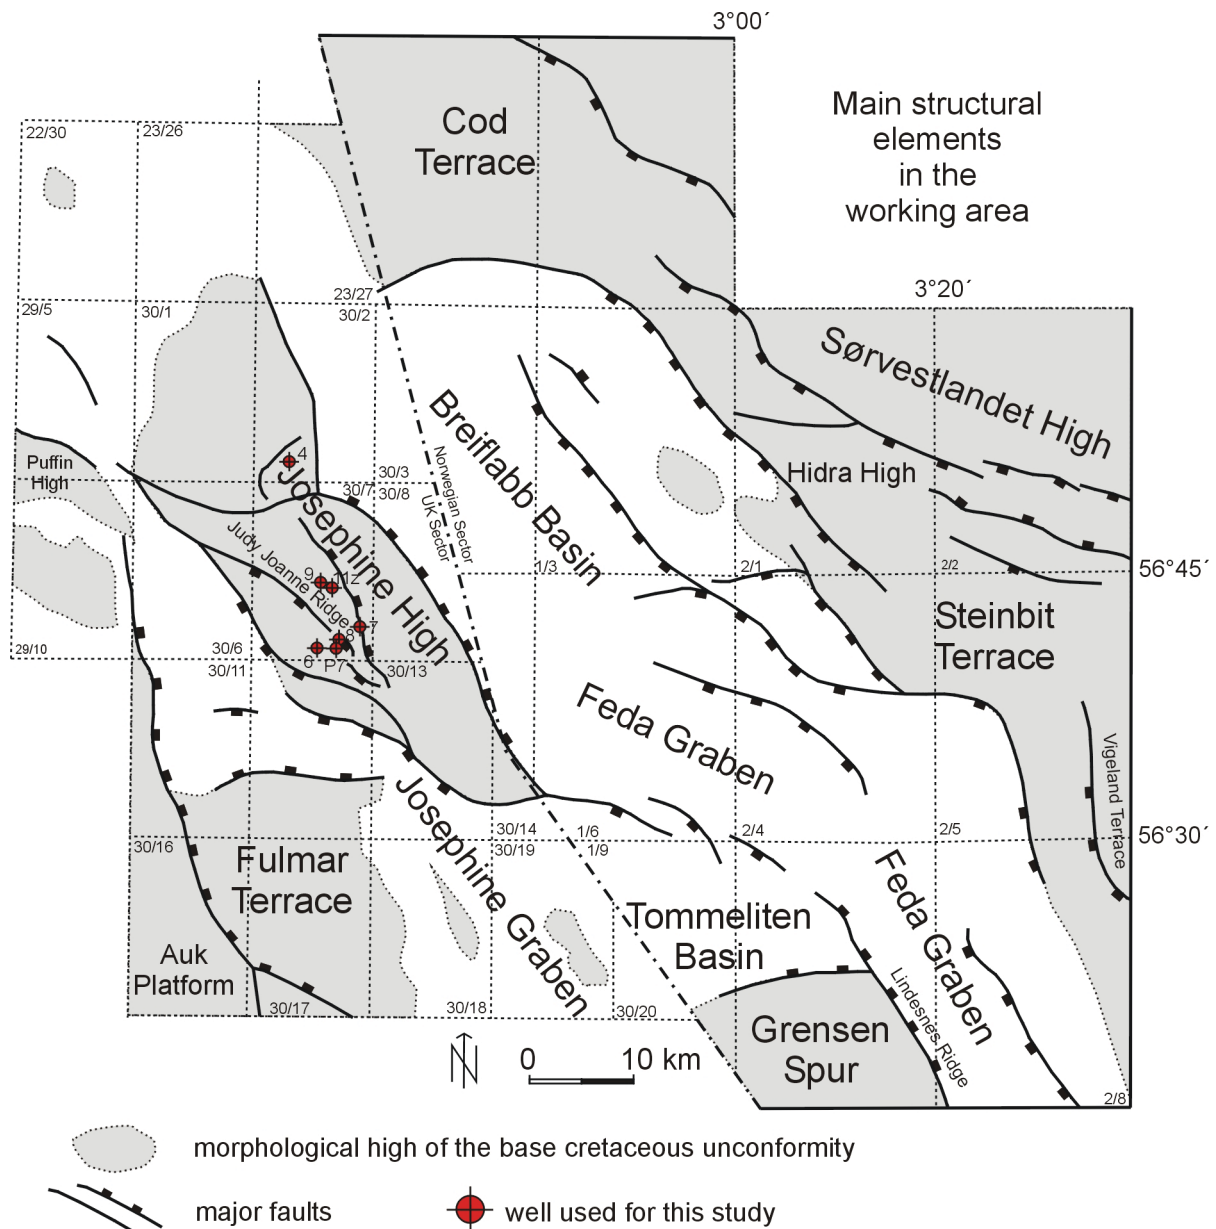 3°00´
Main structural
elements
in the
working area
Cod
Terrace
22/30
23/26
3°20´
23/27
30/2
29/5
30/1
Sørvestlandet High
Breiflabb Basin
Norwegian Sector
UK Sector
Puffin
High
4
30/3
30/7
30/8
Hidra High
Josephine High
Judy Joanne Ridge
9
11z
7
8
6
P7
1/3
2/1
2/2
56°45´
Steinbit
Terrace
29/10
30/6
30/11
30/13
Feda Graben
Vigeland Terrace
Josephine Graben
30/14
30/19
1/6
1/9
2/4
2/5
56°30´
30/16
Fulmar
Terrace
Feda Graben
Tommeliten
Basin
Auk
Platform
Lindesnes Ridge
30/17
30/18
30/20
Grensen
Spur
N
0
10 km
2/8
morphological high of the base cretaceous unconformity
major faults
well used for this study